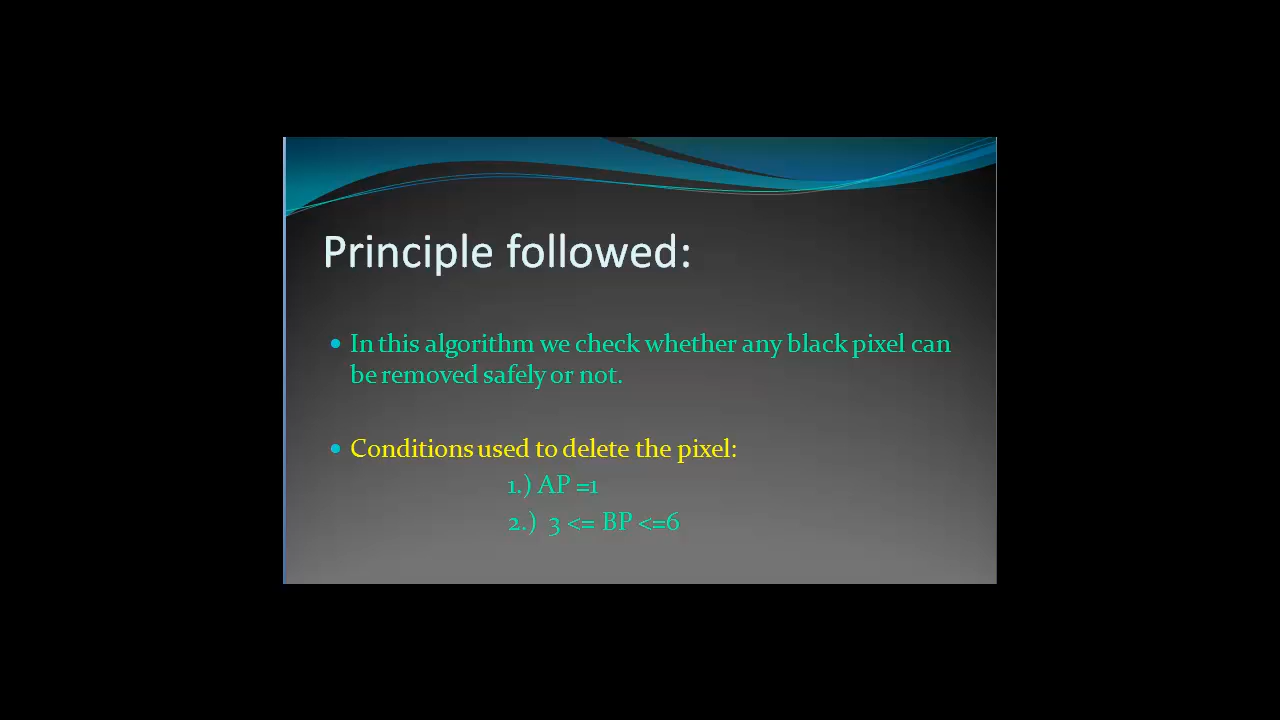 Principle followed:
In this algorithm we check whether any black pixel can
be removed safely or not.
Conditions used to delete the pixel:
1.) AP =1
2.) 3 <= BP <=6